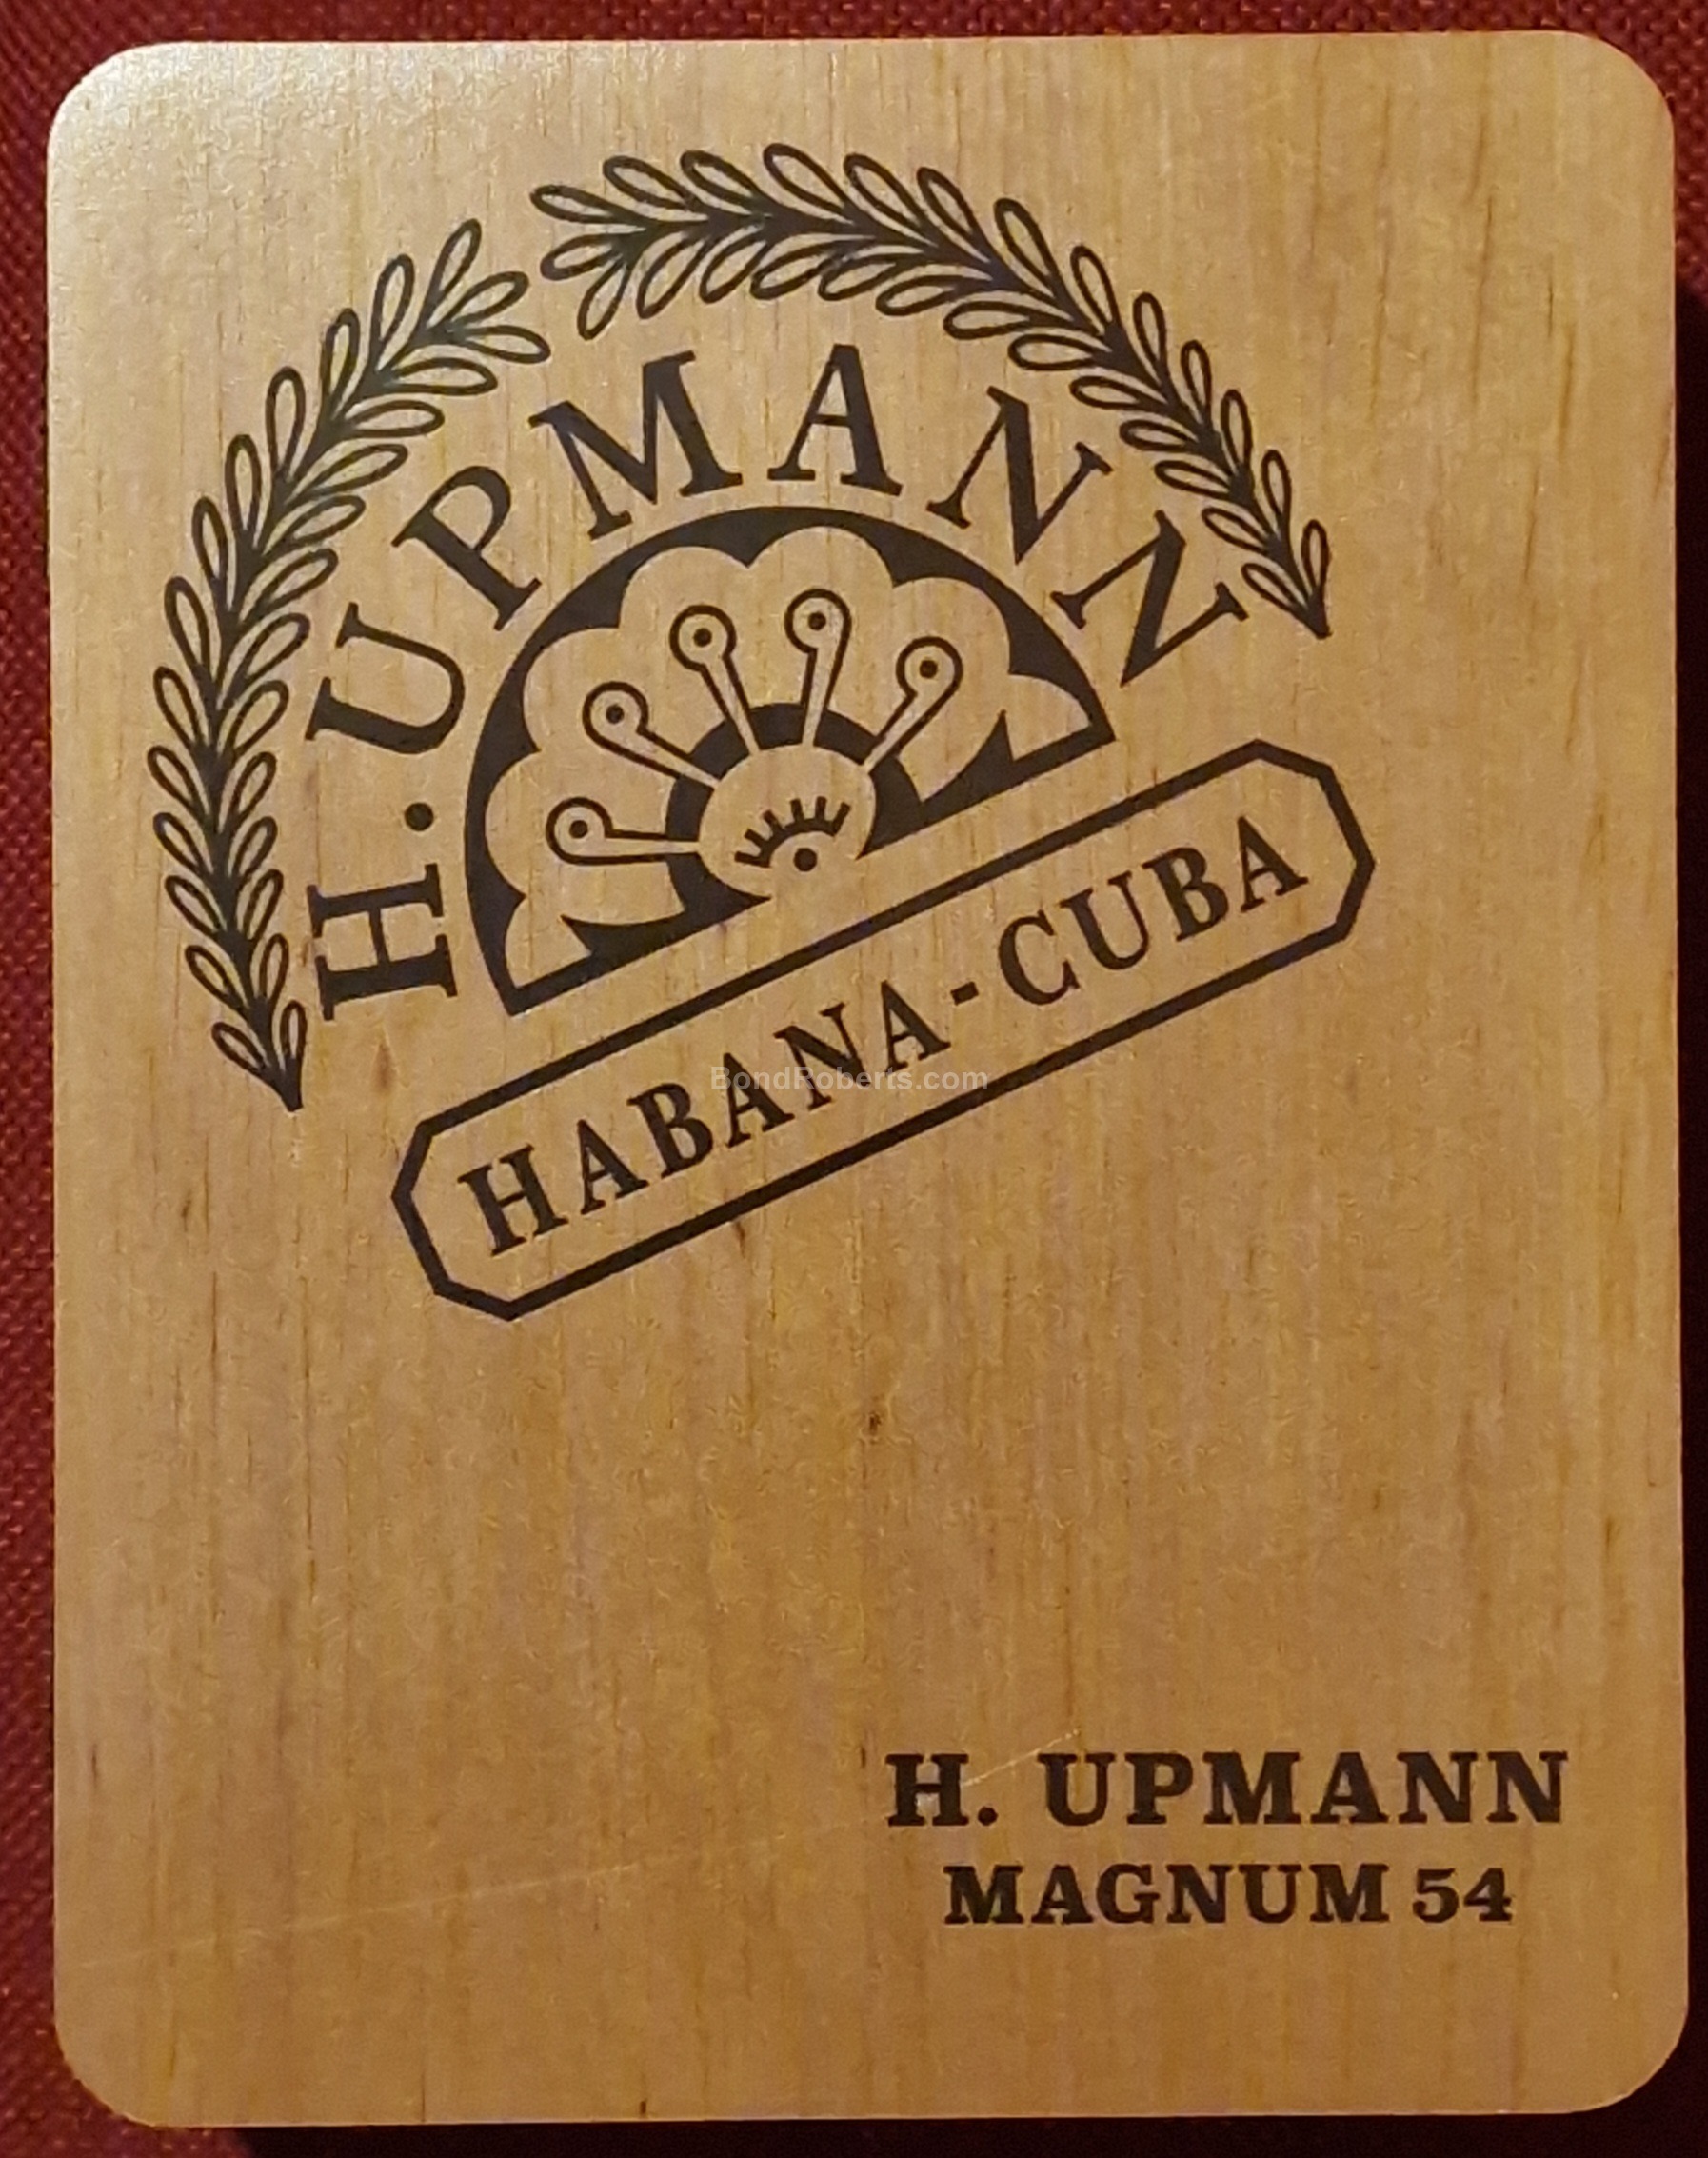 H. UPMANN
HABANA-CUBA
BondRoberts.com
H. UPMANN
MAGNUM 54